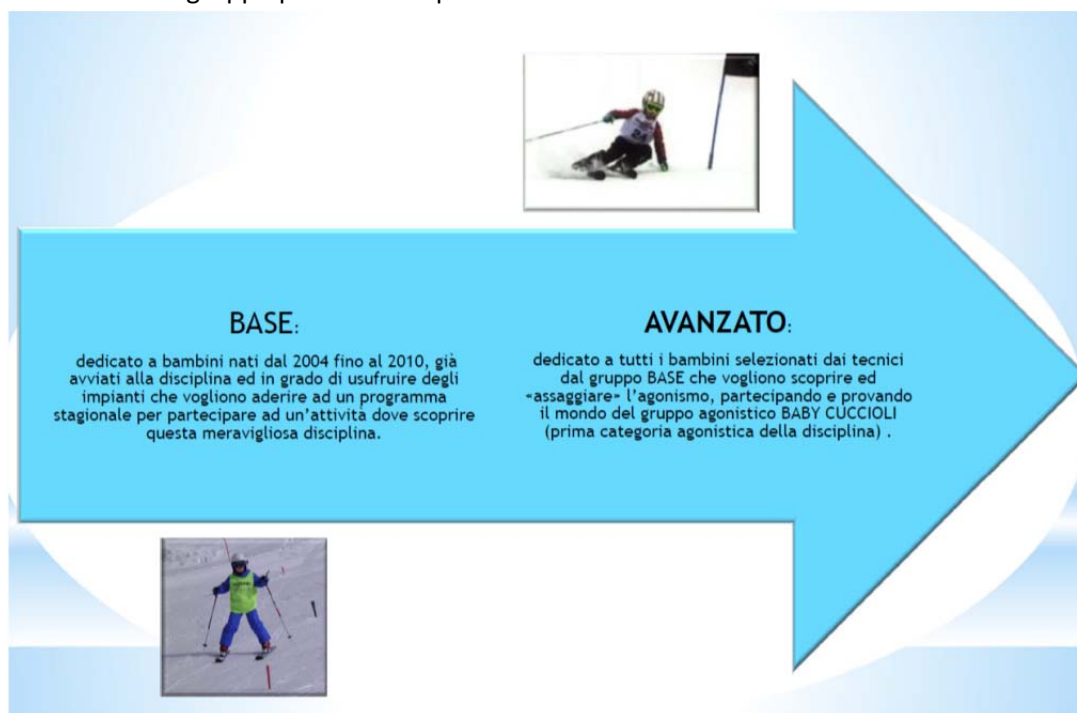 BASE:
dedicato a bambini nati dal 2004 fino al 2010, già
avviati alla disciplina ed in grado di usufruire degli
impianti che vogliono aderire ad un programma
stagionale per partecipare ad un’attività dove scoprire
questa meravigliosa disciplina.
AVANZATO:
dedicato a tutti i bambini selezionati dai tecnici
dal gruppo BASE che vogliono scoprire ed
«assaggiare» l’agonismo, partecipando e provando
il mondo del gruppo agonistico BABY CUCCIOLI
(prima categoria agonistica della disciplina) .